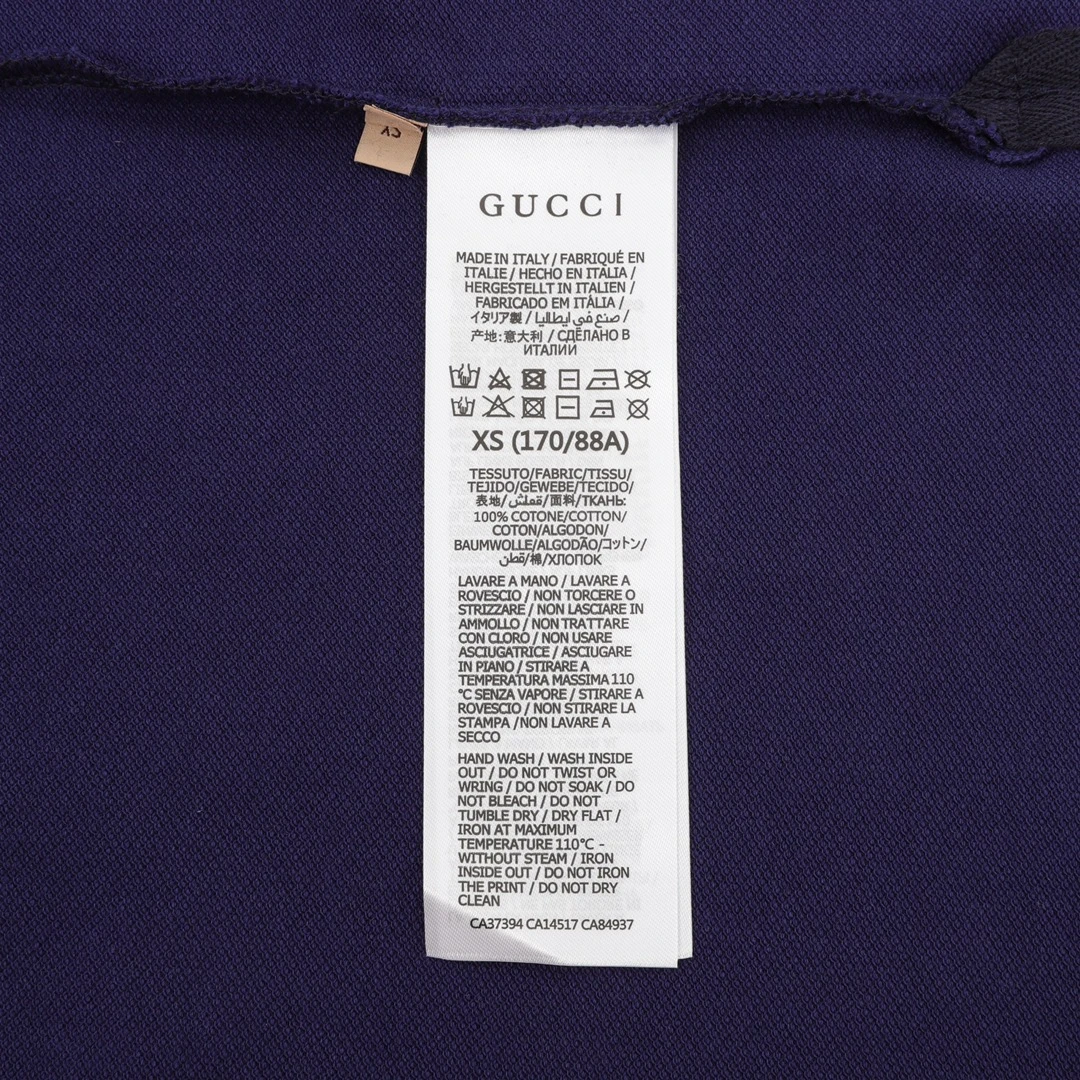 GUCCI
MADE IN ITALY / FABRIQUÉ EN
ITALIE / HECHO EN ITALIA /
HERGESTELLT IN ITALIEN /
FABRICADO EM ITÁLIA /
イタリア製 / صنع في ايطاليا /
产地:意大利 / СДЕЛАНО В
ИТАЛИИ
XS (170/88A)
TESSUTO/FABRIC/TISSU/
TEJIDO/GEWEBE/TECIDO/
表地/قماش/面料/ТКАНЬ:
100% COTONE/COTTON/
COTON/ALGODON/
BAUMWOLLE/ALGODÃO/コットン/
قطن/棉/ХЛОПОК
LAVARE A MANO / LAVARE A
ROVESCIO / NON TORCERE O
STRIZZARE / NON LASCIARE IN
AMMOLLO / NON TRATTARE
CON CLORO / NON USARE
ASCIUGATRICE / ASCIUGARE
IN PIANO / STIRARE A
TEMPERATURA MASSIMA 110
°C SENZA VAPORE / STIRARE A
ROVESCIO / NON STIRARE LA
STAMPA /NON LAVARE A
SECCO
HAND WASH / WASH INSIDE
OUT / DO NOT TWIST OR
WRING / DO NOT SOAK / DO
NOT BLEACH / DO NOT
TUMBLE DRY / DRY FLAT /
IRON AT MAXIMUM
TEMPERATURE 110°C -
WITHOUT STEAM / IRON
INSIDE OUT / DO NOT IRON
THE PRINT / DO NOT DRY
CLEAN
CA37394 CA14517 CA84937